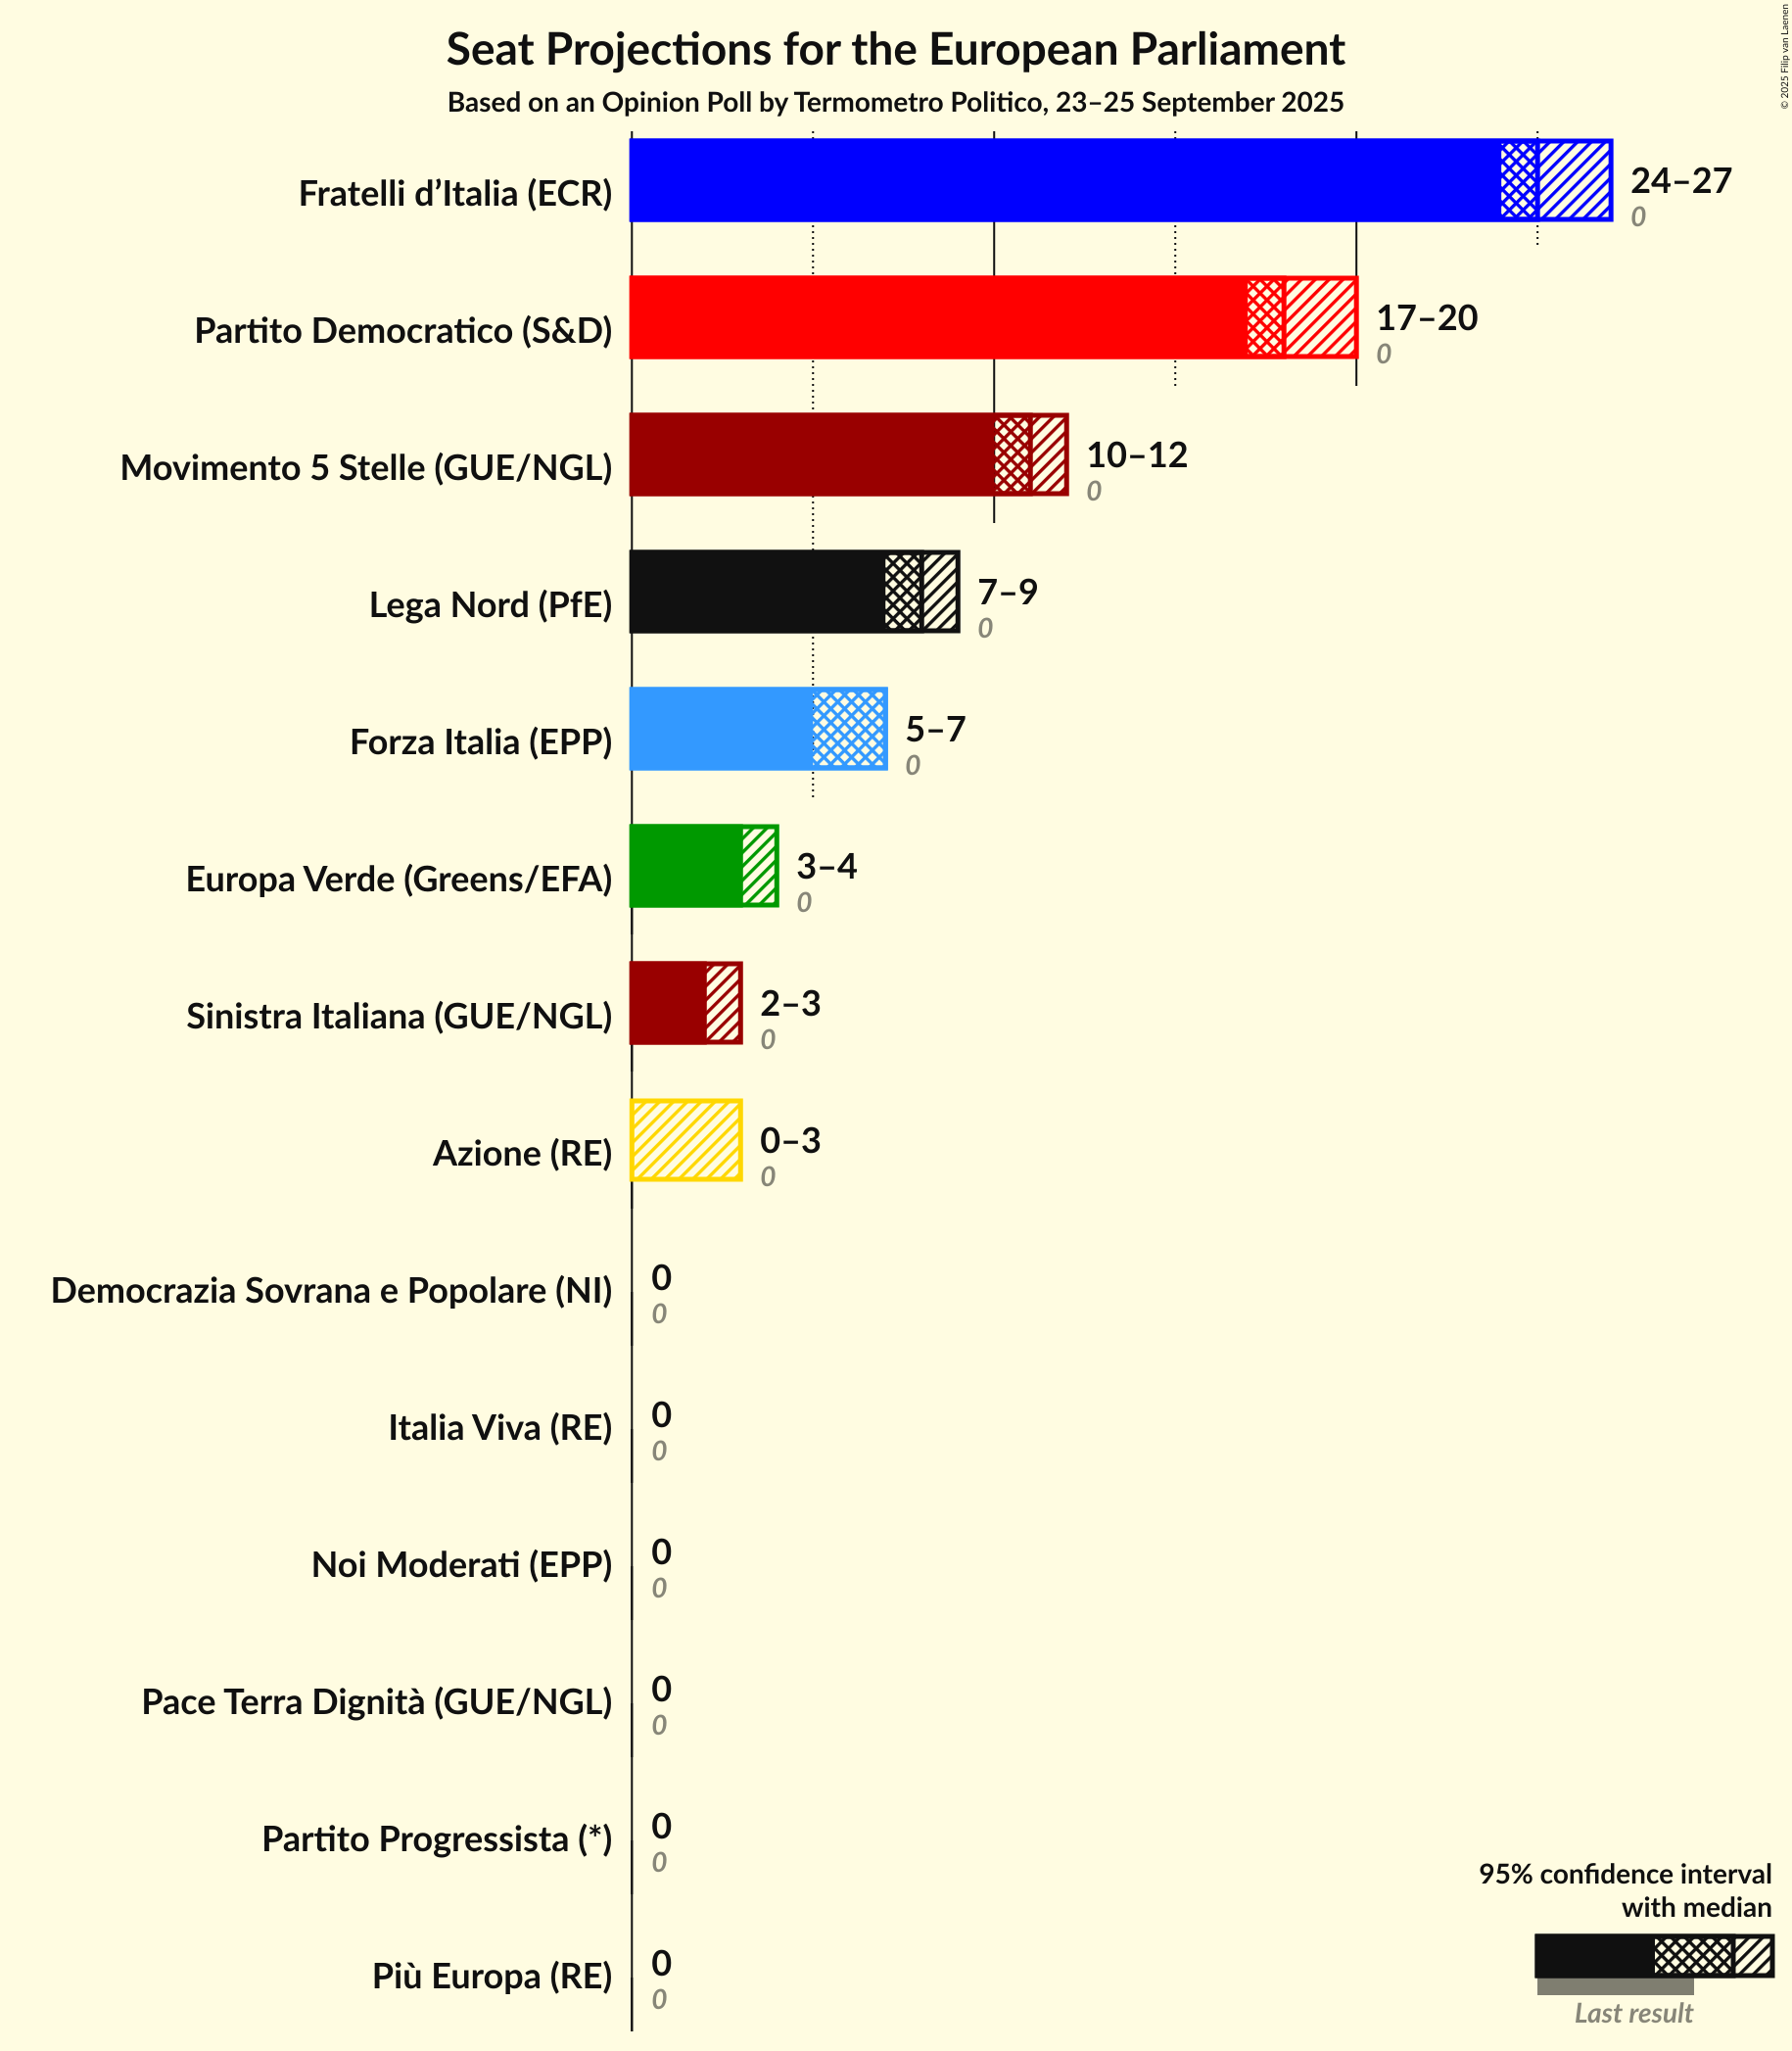 Seat Projections for the European Parliament
Based on an Opinion Poll by Termometro Politico, 23–25 September 2025
© 2025 Filip van Laenen
Fratelli d’Italia (ECR)
24–27
0
Partito Democratico (S&D)
17–20
0
Movimento 5 Stelle (GUE/NGL)
10–12
0
Lega Nord (PfE)
7–9
0
Forza Italia (EPP)
5–7
0
Europa Verde (Greens/EFA)
3–4
0
Sinistra Italiana (GUE/NGL)
2–3
0
Azione (RE)
0–3
0
Democrazia Sovrana e Popolare (NI)
0
0
Italia Viva (RE)
0
0
Noi Moderati (EPP)
0
0
Pace Terra Dignità (GUE/NGL)
0
0
Partito Progressista (*)
0
0
Più Europa (RE)
0
0
95% confidence interval
with median
Last result